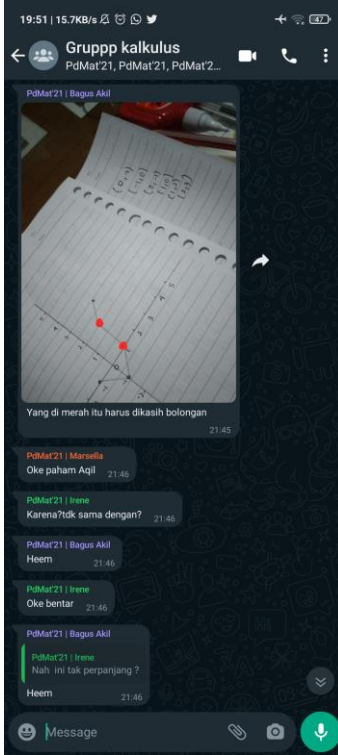 19:51 | 15.7KB/s
47
Gruppp kalkulus
PdMat'21, PdMat'21, PdMat'2...
PdMat'21 | Bagus Akil
Yang di merah itu harus dikasih bolongan
21:45
PdMat'21 | Marsella
Oke paham Aqil 21:46
PdMat'21 | Irene
Karena?tdk sama dengan? 21:46
PdMat'21 | Bagus Akil
Heem 21:46
PdMat'21 | Irene
Oke bentar 21:46
PdMat'21 | Bagus Akil
PdMat'21 | Irene
Nah ini tak perpanjang ?
Heem 21:46
Message